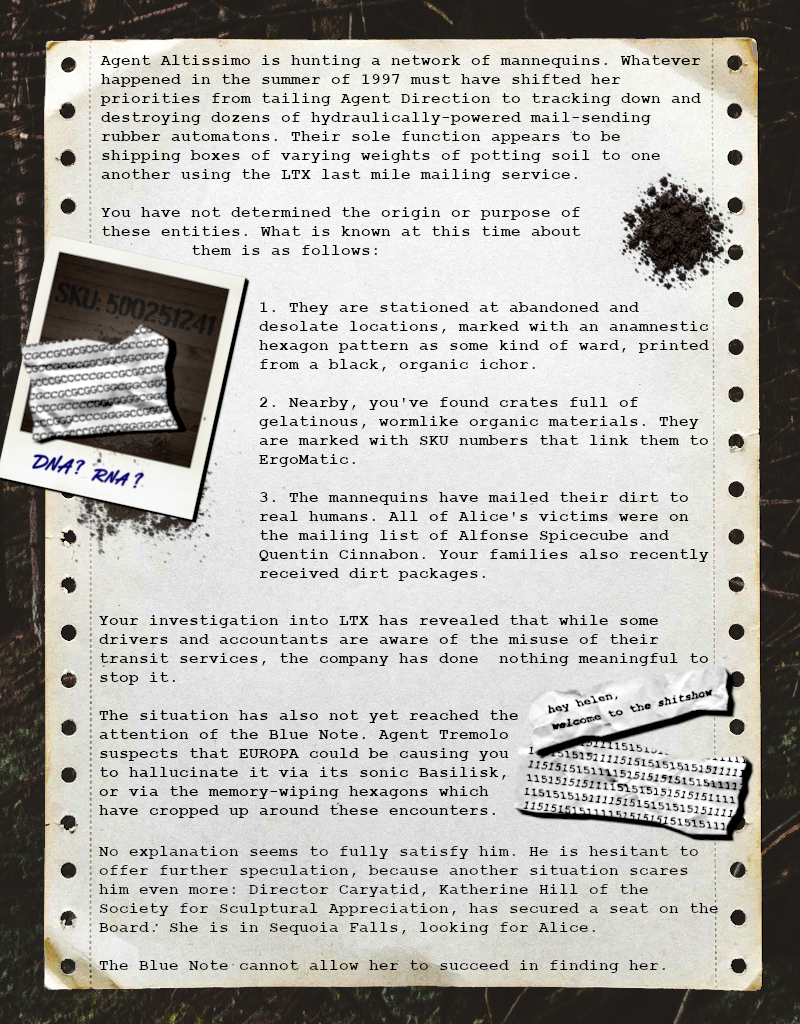 Agent Altissimo is hunting a network of mannequins. Whatever
happened in the summer of 1997 must have shifted her
priorities from tailing Agent Direction to tracking down and
destroying dozens of hydraulically-powered mail-sending
rubber automatons. Their sole function appears to be
shipping boxes of varying weights of potting soil to one
another using the LTX last mile mailing service.
You have not determined the origin or purpose of
these entities. What is known at this time about
them is as follows:
SKU: 500251241
DNA? RNA?
1. They are stationed at abandoned and
desolate locations, marked with an anamnestic
hexagon pattern as some kind of ward, printed
from a black, organic ichor.
2. Nearby, you've found crates full of
gelatinous, wormlike organic materials. They
are marked with SKU numbers that link them to
ErgoMatic.
3. The mannequins have mailed their dirt to
real humans. All of Alice's victims were on
the mailing list of Alfonse Spicecube and
Quentin Cinnabon. Your families also recently
received dirt packages.
Your investigation into LTX has revealed that while some
drivers and accountants are aware of the misuse of their
transit services, the company has done nothing meaningful to
stop it.
hey helen,
welcome to the shitshow
The situation has also not yet reached the
attention of the Blue Note. Agent Tremolo
suspects that EUROPA could be causing you
to hallucinate it via its sonic Basilisk,
or via the memory-wiping hexagons which
have cropped up around these encounters.
No explanation seems to fully satisfy him. He is hesitant to
offer further speculation, because another situation scares
him even more: Director Caryatid, Katherine Hill of the
Society for Sculptural Appreciation, has secured a seat on the
Board. She is in Sequoia Falls, looking for Alice.
The Blue Note cannot allow her to succeed in finding her.